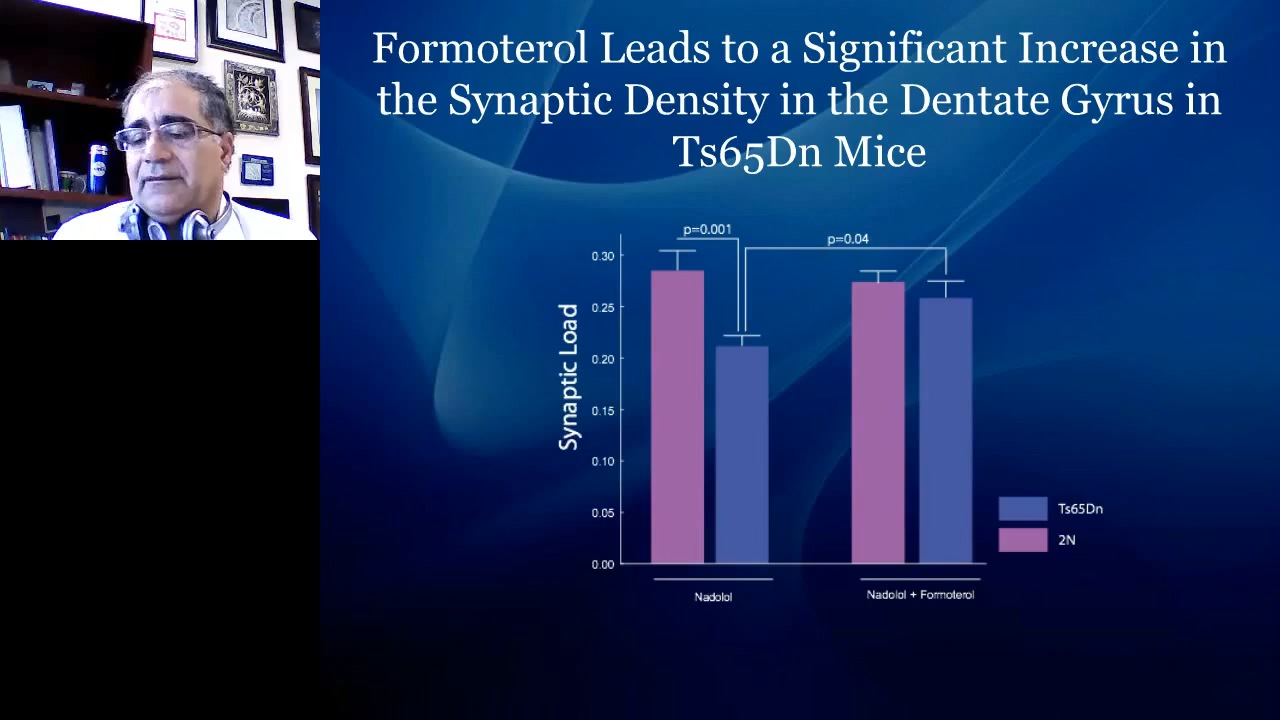 Formoterol Leads to a Significant Increase in
the Synaptic Density in the Dentate Gyrus in
Ts65Dn Mice
p=0.001
p=0.04
Synaptic Load
0.30
0.25
0.20
0.15
0.10
0.05
0.00
Ts65Dn
2N
Nadolol
Nadolol + Formoterol